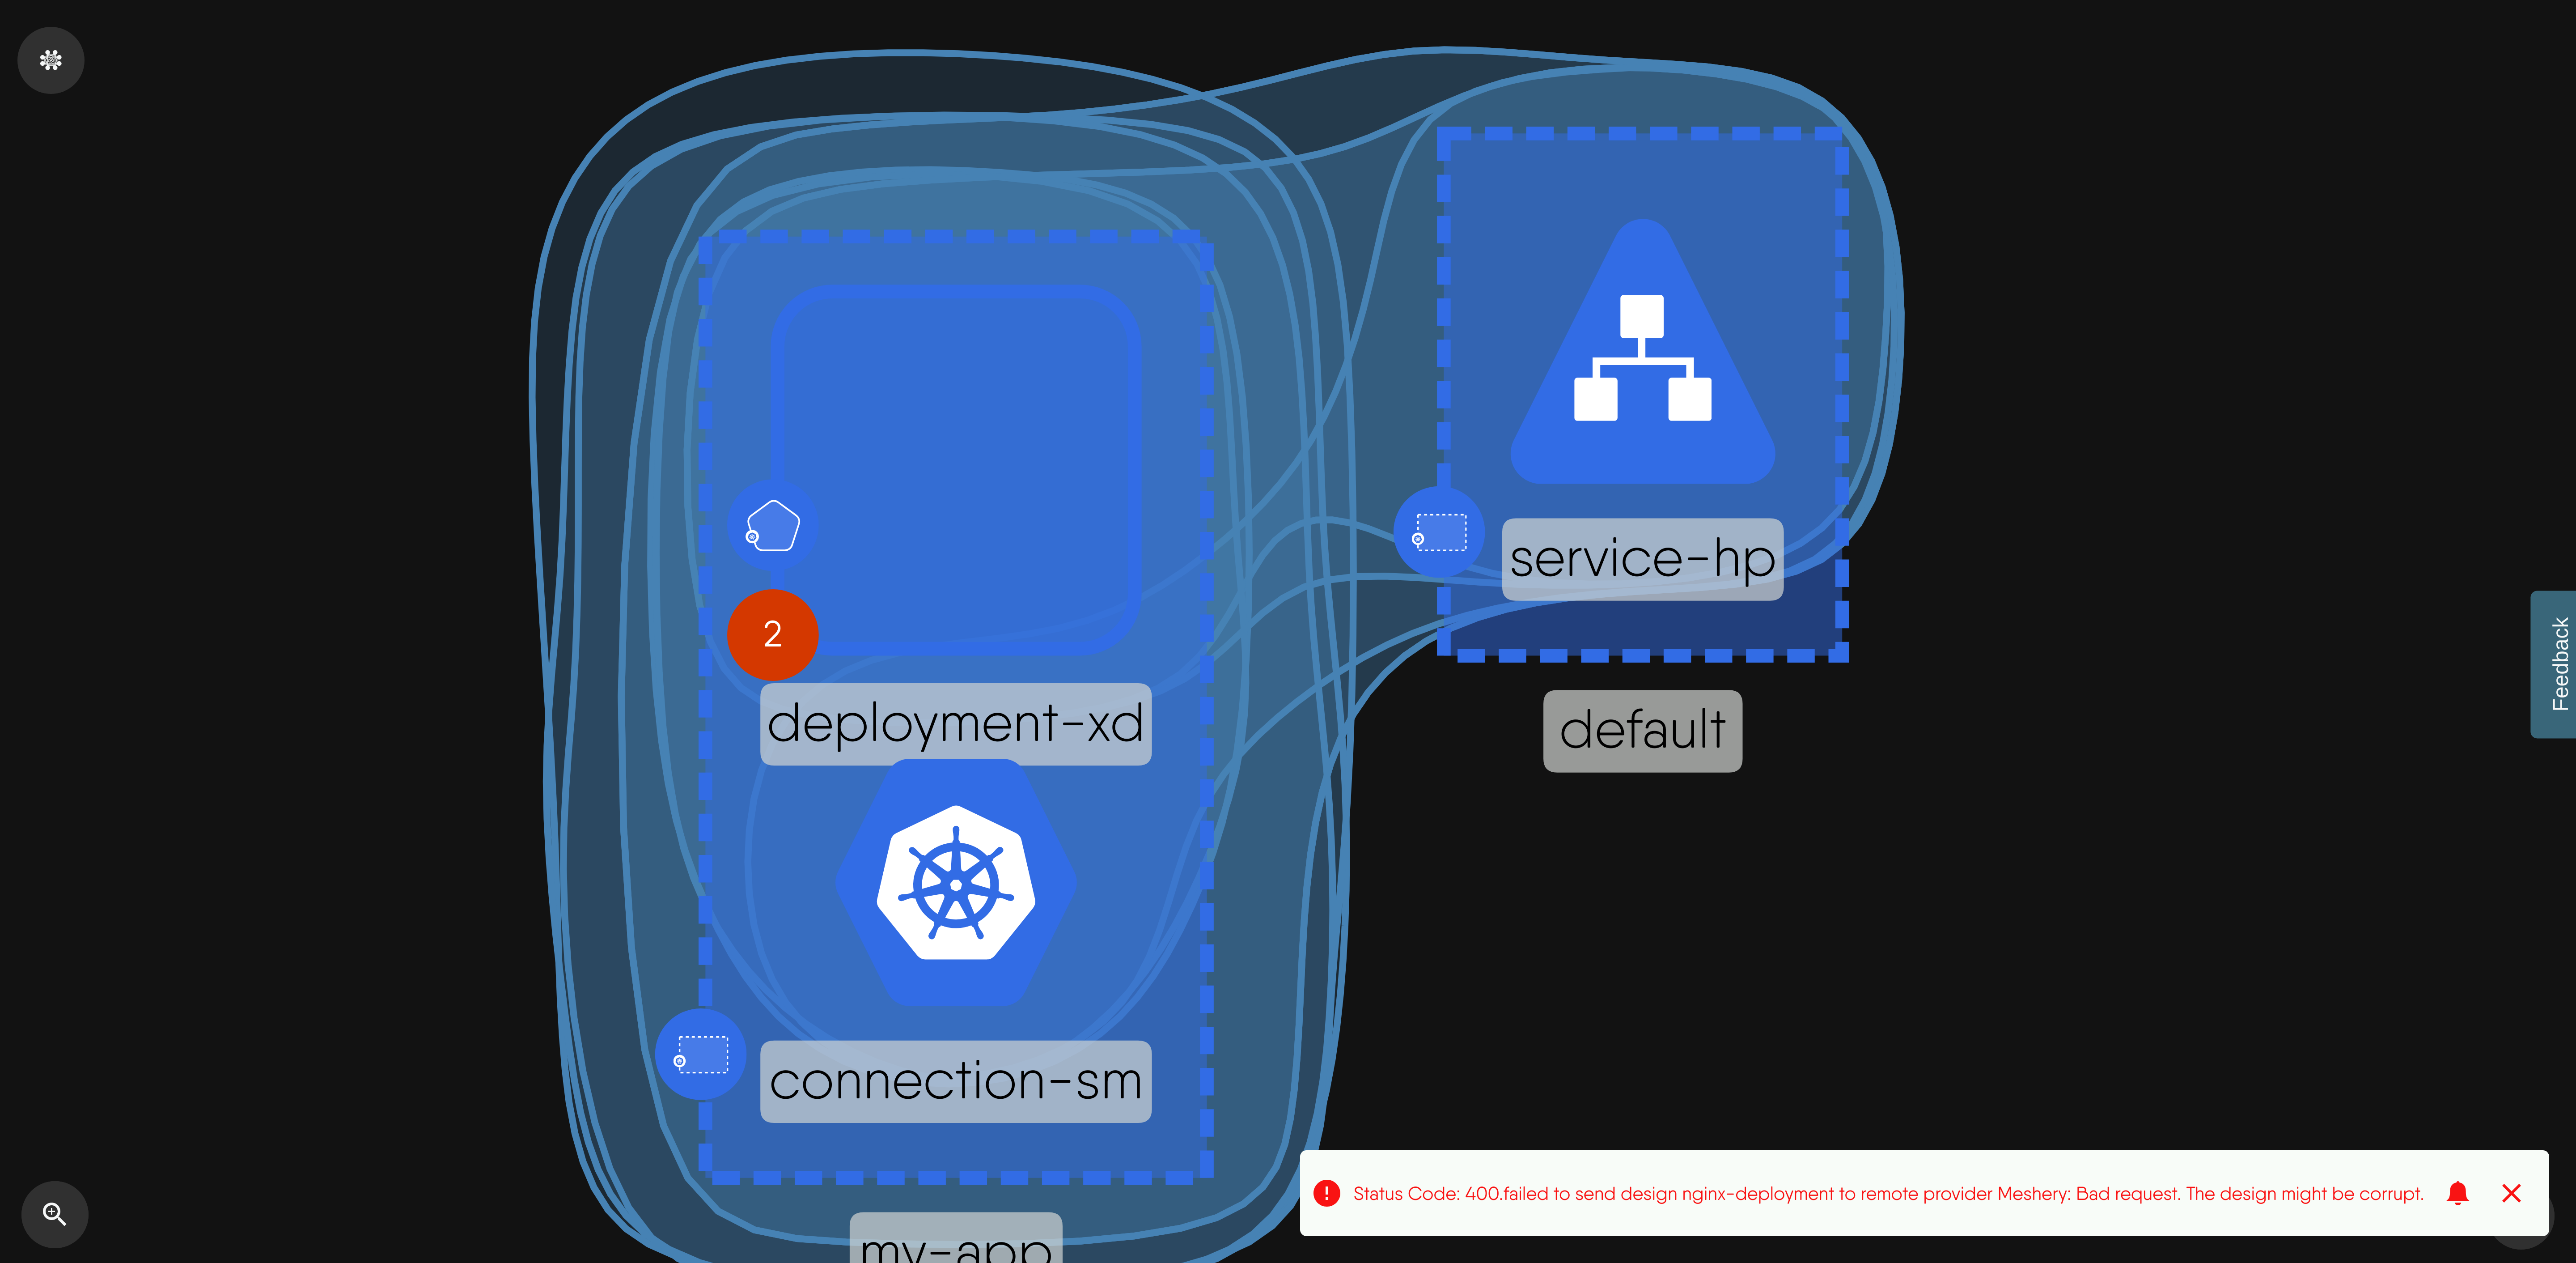 service-hp
2
deployment-xd
default
Feedback
connection-sm
Status Code: 400.failed to send design nginx-deployment to remote provider Meshery: Bad request. The design might be corrupt.
my-app